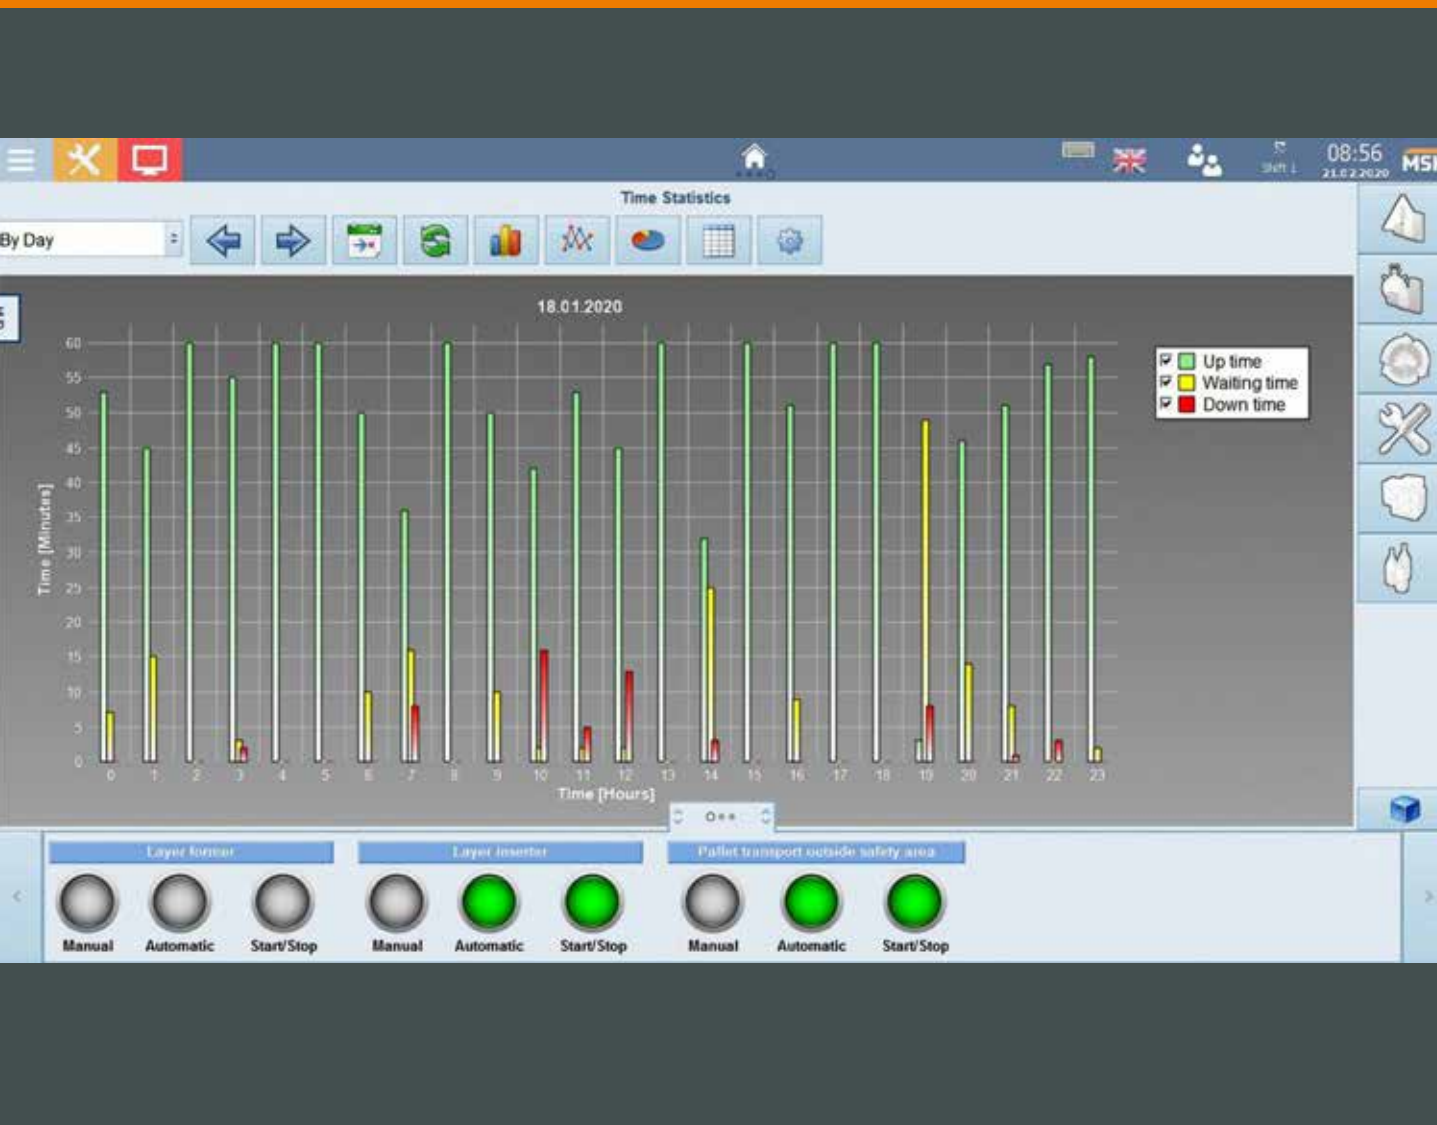 08:56
Shift 1
21.02.2020
Time Statistics
By Day
18.01.2020
Up time
Waiting time
Down time
Time [Minutes]
60
55
50
45
40
35
30
25
20
15
10
5
0
0 1 2 3 4 5 6 7 8 9 10 11 12 13 14 15 16 17 18 19 20 21 22 23
Time [Hours]
Layer former Layer inserter Pallet transport outside safety area
Manual Automatic Start/Stop Manual Automatic Start/Stop Manual Automatic Start/Stop